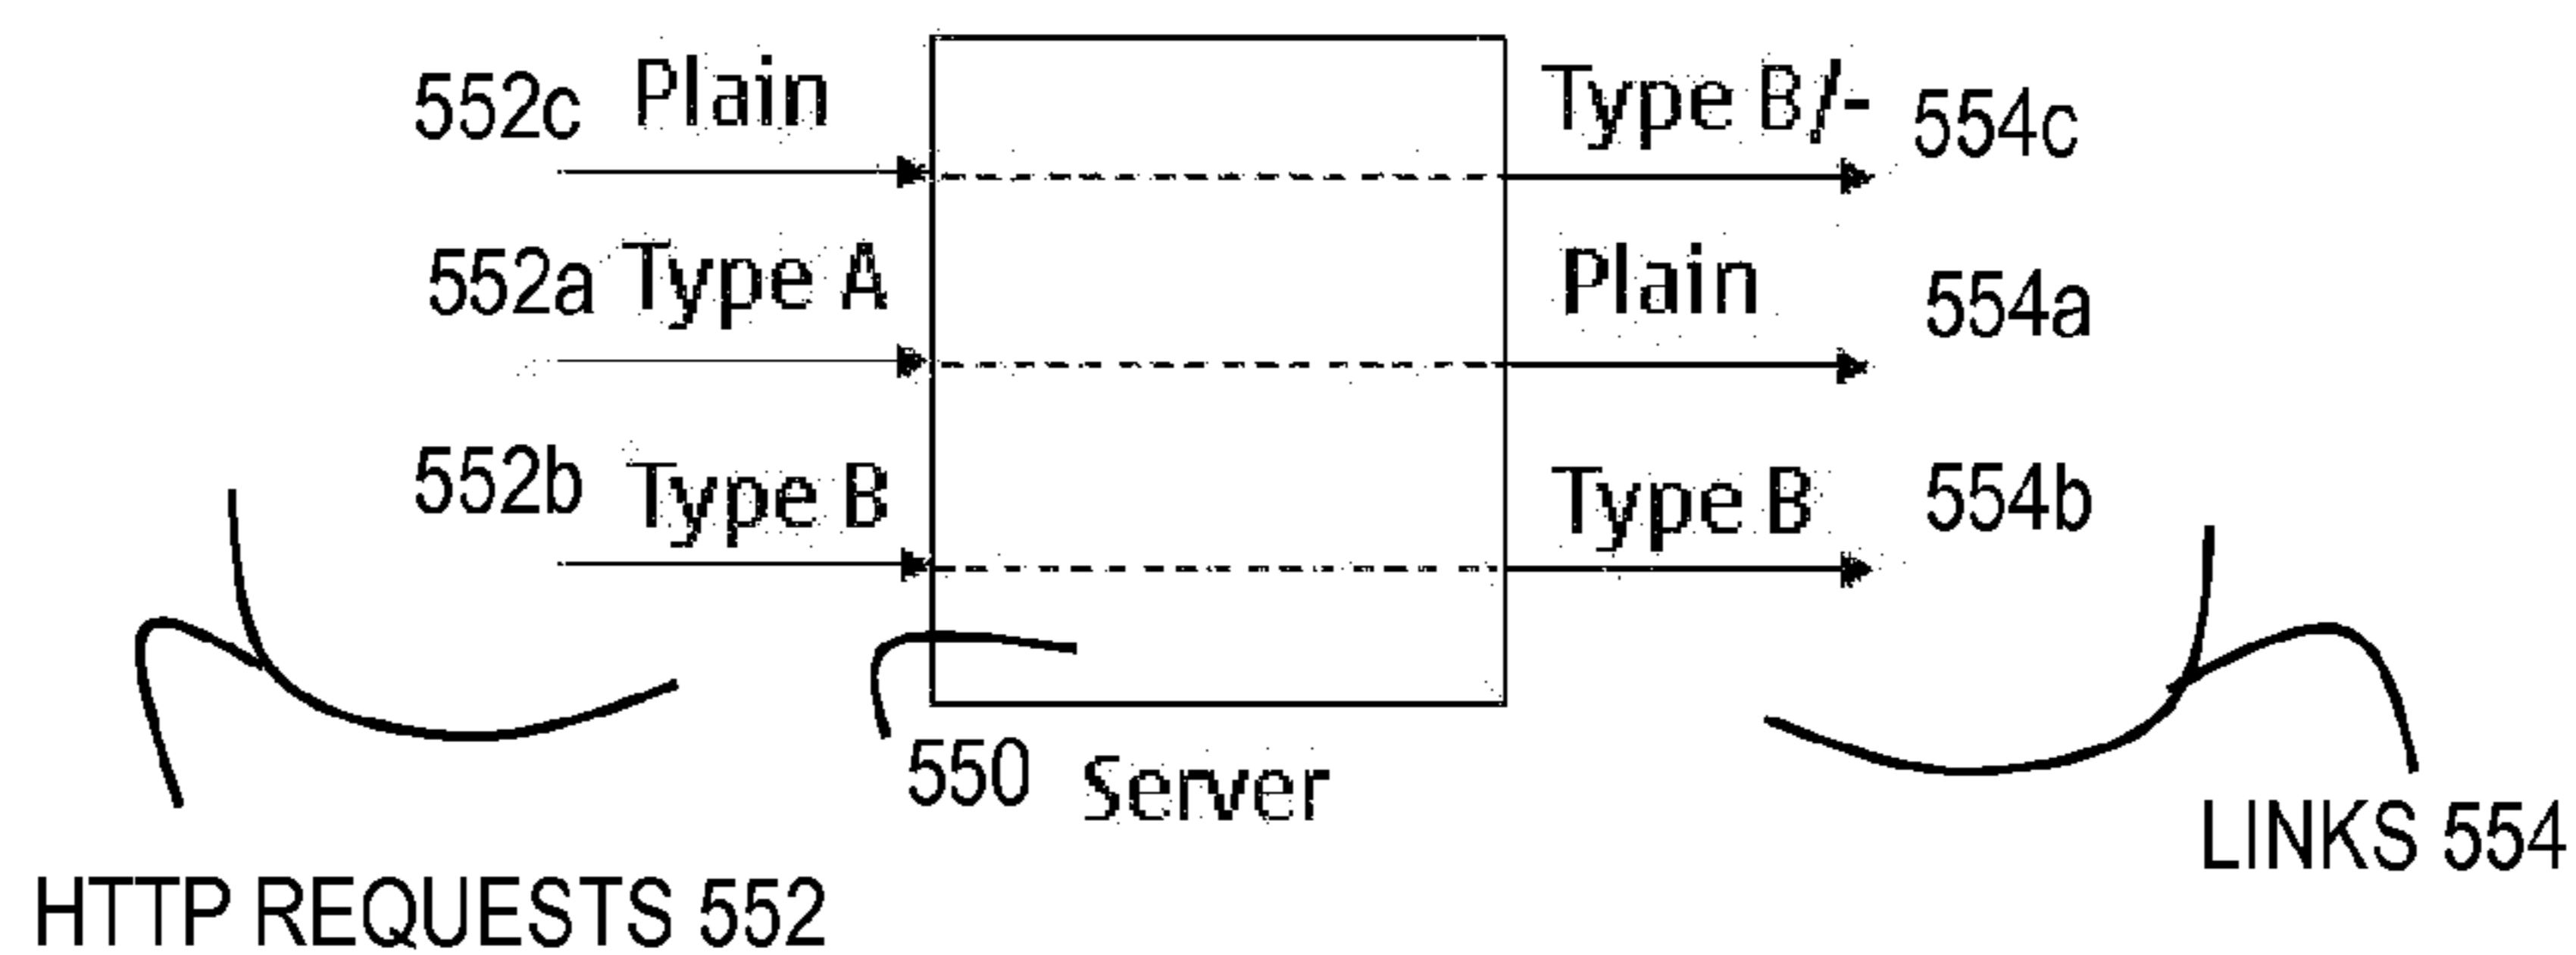 552c Plain Type B/- 554c
552a Type A Plain 554a
552b Type B Type B 554b
550 Server
LINKS 554
HTTP REQUESTS 552